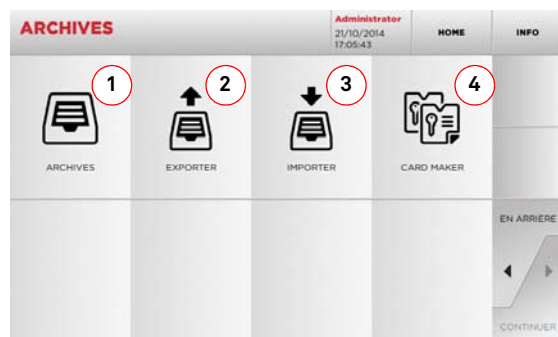 ARCHIVES
Administrator
21/10/2014
17:05:43
HOME
INFO
1
2
3
4
ARCHIVES
EXPORTER
IMPORTER
CARD MAKER
EN ARRIERE
CONTINUER